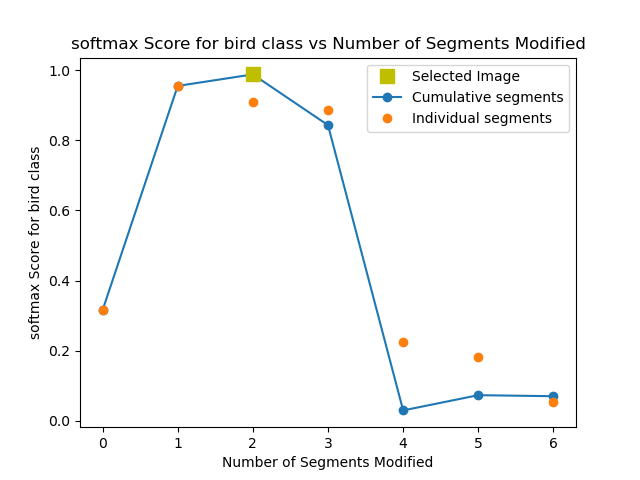 softmax Score for bird class vs Number of Segments Modified
Selected Image
Cumulative segments
Individual segments
1.0
0.8
0.6
0.4
0.2
0.0
softmax Score for bird class
0 1 2 3 4 5 6
Number of Segments Modified